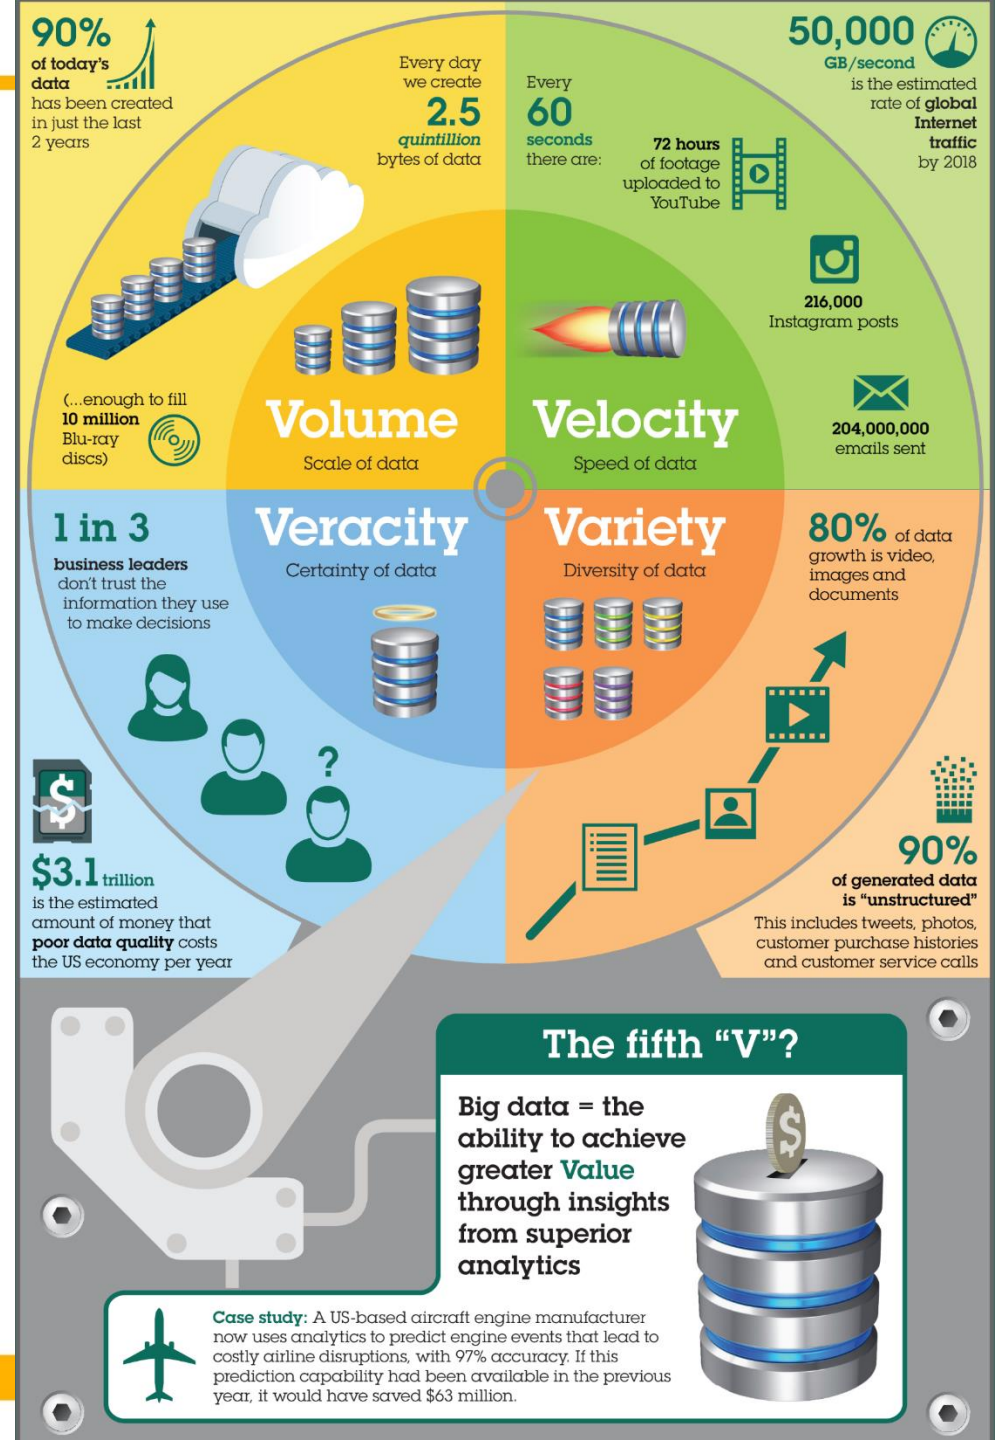 90%
of today's
data
has been created
in just the last
2 years
Every day
we create
2.5
quintillion
bytes of data
(...enough to fill
10 million
Blu-ray
discs)
Volume
Scale of data
Every
60
seconds
there are:
72 hours
of footage
uploaded to
YouTube
50,000
GB/second
is the estimated
rate of global
Internet
traffic
by 2018
216,000
Instagram posts
204,000,000
emails sent
Velocity
Speed of data
1 in 3
business leaders
don't trust the
information they use
to make decisions
Veracity
Certainty of data
?
$
$3.1 trillion
is the estimated
amount of money that
poor data quality costs
the US economy per year
Variety
Diversity of data
80% of data
growth is video,
images and
documents
90%
of generated data
is "unstructured"
This includes tweets, photos,
customer purchase histories
and customer service calls
The fifth "V"?
Big data = the
ability to achieve
greater Value
through insights
from superior
analytics
$
Case study: A US-based aircraft engine manufacturer
now uses analytics to predict engine events that lead to
costly airline disruptions, with 97% accuracy. If this
prediction capability had been available in the previous
year, it would have saved $63 million.